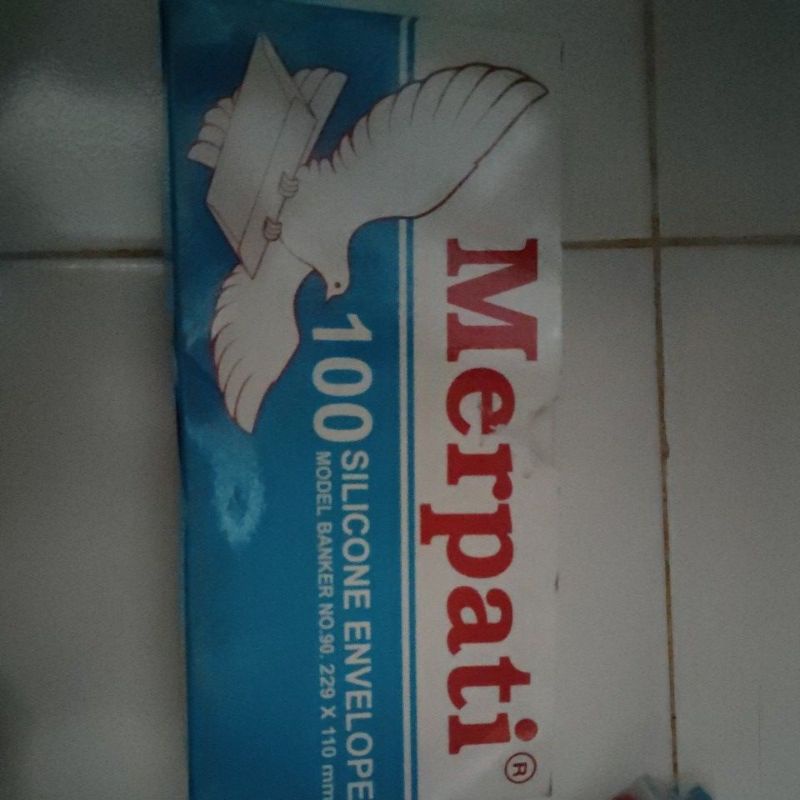 Merpati®
100 SILICONE ENVELOPE
MODEL BANKER NO.90, 229 X 110 mm